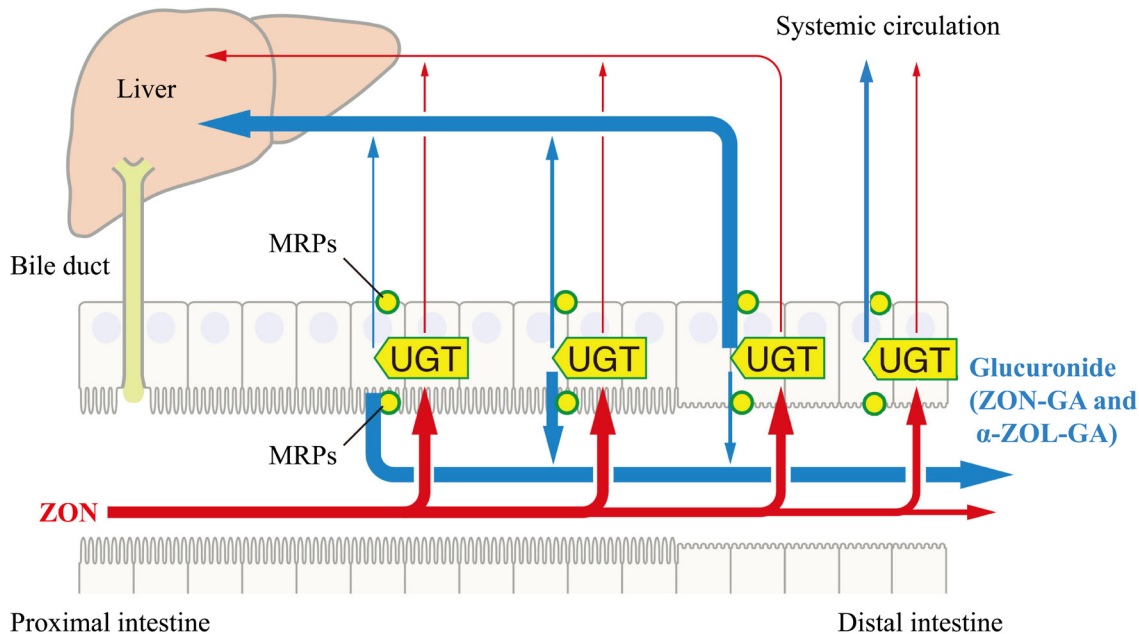 Systemic circulation
Liver
MRPs
Bile duct
UGT
UGT
UGT
UGT
Glucuronide
(ZON-GA and
α-ZOL-GA)
MRPs
ZON
Proximal intestine
Distal intestine